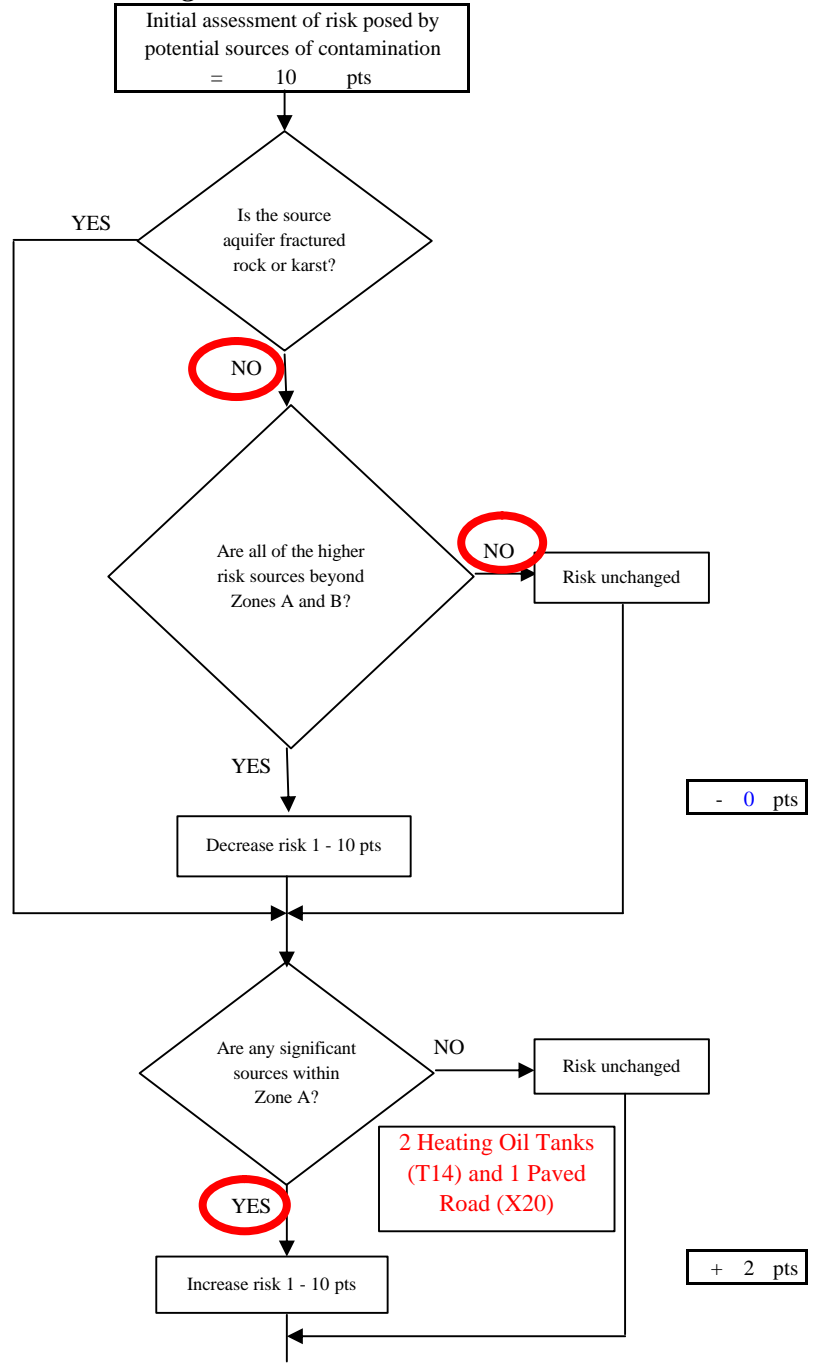 Initial assessment of risk posed by
potential sources of contamination
= 10 pts
Is the source
aquifer fractured
rock or karst?
YES
NO
Are all of the higher
risk sources beyond
Zones A and B?
NO
Risk unchanged
YES
- 0 pts
Decrease risk 1 - 10 pts
Are any significant
sources within
Zone A?
NO
Risk unchanged
2 Heating Oil Tanks
(T14) and 1 Paved
Road (X20)
YES
+ 2 pts
Increase risk 1 - 10 pts